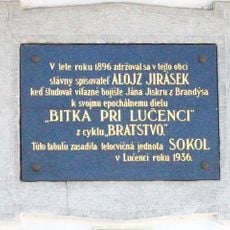 V lete roku 1896 zdržoval sa v tejto obci
slávny spisovateľ ALOJZ JIRÁSEK
keď študoval víťazné bojište Jána Jiskru z Brandýsa
k svojmu epochálnemu dielu
„BITKA PRI LUČENCI"
z cyklu „BRATSTVO."
Túto tabuľu zasadila telocvičná jednota SOKOL
v Lučenci roku 1936.